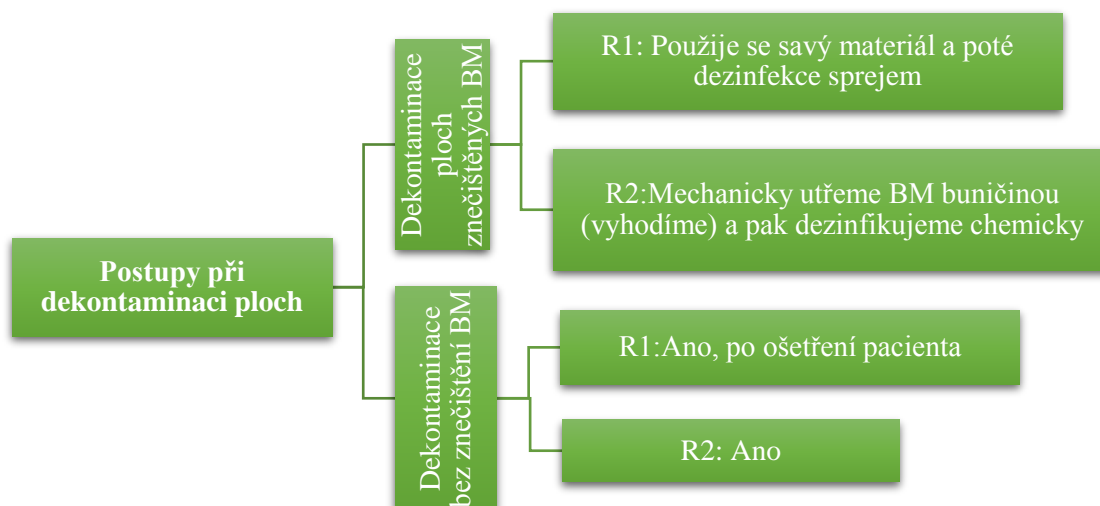 Postupy při
dekontaminaci ploch
Dekontaminace
ploch
znečištěných BM
R1: Použije se savý materiál a poté
dezinfekce sprejem
R2:Mechanicky utřeme BM buničinou
(vyhodíme) a pak dezinfikujeme chemicky
Dekontaminace
bez znečištění BM
R1:Ano, po ošetření pacienta
R2: Ano